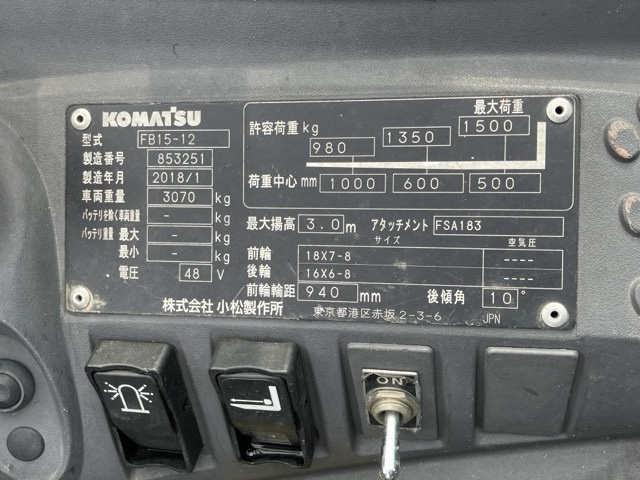 KOMATSU
型式 FB15-12
製造番号 853251
製造年月 2018/1
車両重量 3070 kg
バッテリを除く車両重量 - kg
バッテリ重量 最大 - kg
最小 - kg
電圧 48 V
許容荷重 kg 980 1350 1500 最大荷重
荷重中心 mm 1000 600 500
最大揚高 3.0 m アタッチメント FSA183
サイズ 空気圧
前輪 18X7-8 ----
後輪 16X6-8 ----
前輪輪距 940 mm 後傾角 10°
株式会社 小松製作所 東京都港区赤坂2-3-6 JPN
ON